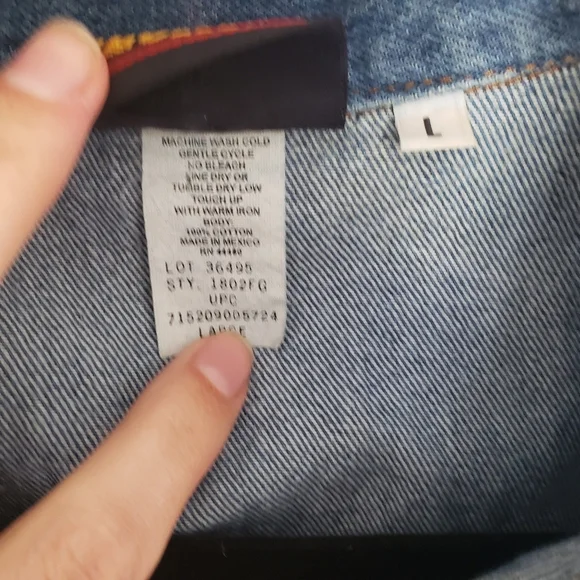 L
MACHINE WASH COLD
GENTLE CYCLE
NO BLEACH
LINE DRY OR
TUMBLE DRY LOW
TOUCH UP
WITH WARM IRON
BODY:
100% COTTON
MADE IN MEXICO
RN
LOT 36495
STY. 1802FG
UPC
715209005724
LARGE